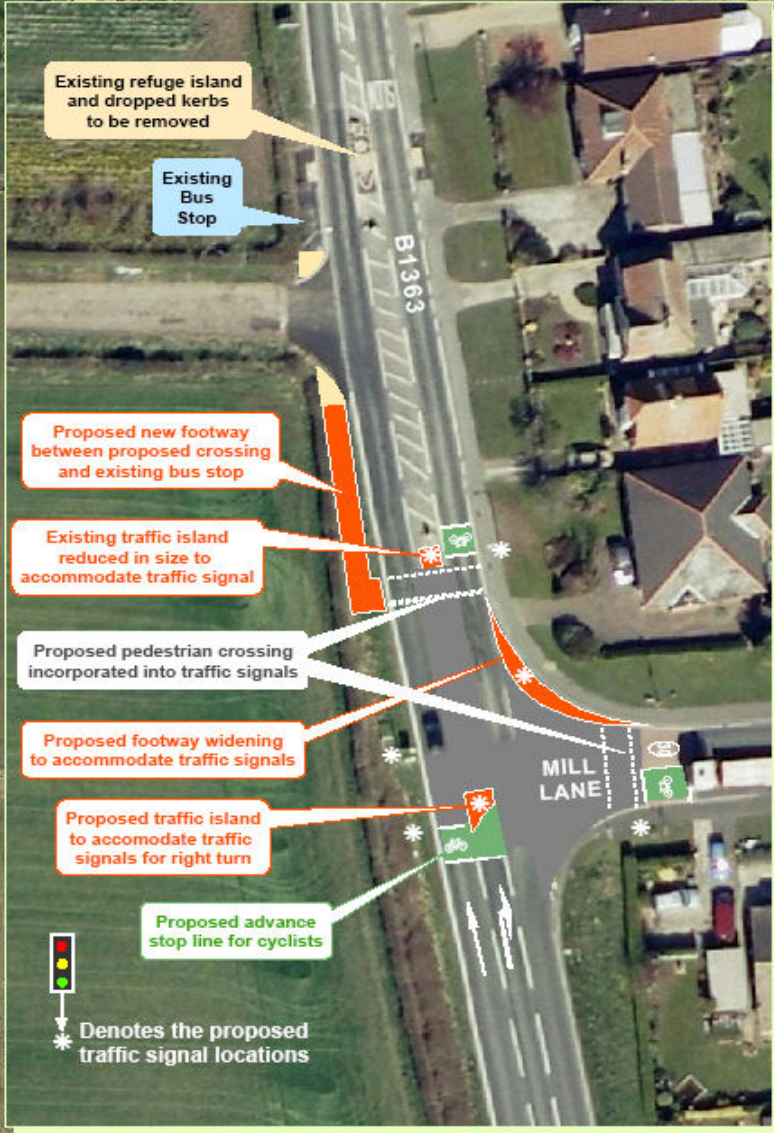 Existing refuge island
and dropped kerbs
to be removed
Existing
Bus
Stop
B1363
Proposed new footway
between proposed crossing
and existing bus stop
Existing traffic island
reduced in size to
accommodate traffic signal
Proposed pedestrian crossing
incorporated into traffic signals
Proposed footway widening
to accommodate traffic signals
MILL
LANE
Proposed traffic island
to accomodate traffic
signals for right turn
Proposed advance
stop line for cyclists
Denotes the proposed
traffic signal locations